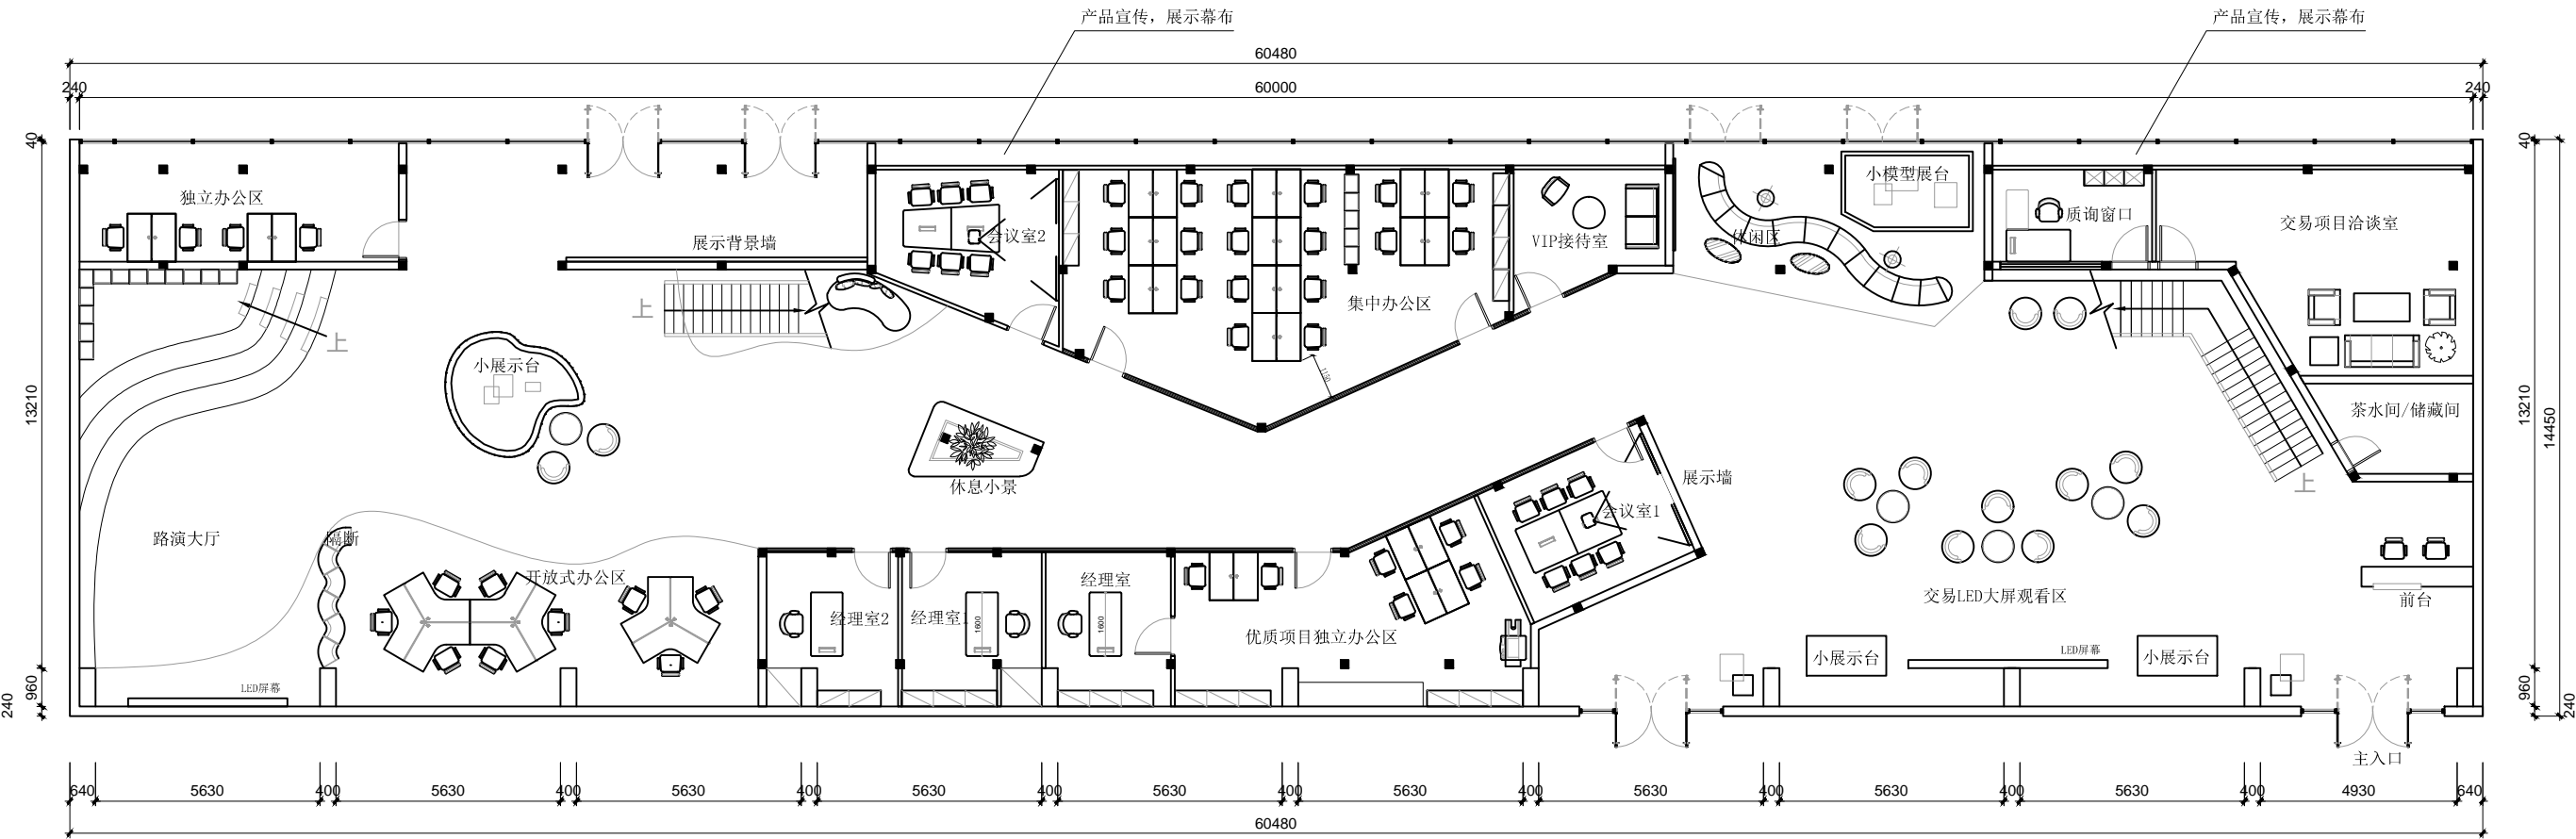 产品宣传，展示幕布
产品宣传，展示幕布
60480
240
60000
240
40
40
独立办公区
展示背景墙
会议室2
VIP接待室
休闲区
小模型展台
质询窗口
交易项目洽谈室
上
上
集中办公区
小展示台
1150
13210
13210
14450
茶水间/储藏间
休息小景
展示墙
上
路演大厅
隔断
会议室1
开放式办公区
经理室
交易LED大屏观看区
前台
经理室2
经理室1
1600
1600
优质项目独立办公区
小展示台
LED屏幕
小展示台
LED屏幕
960
240
960
240
主入口
640
5630
400
5630
400
5630
400
5630
400
5630
400
5630
400
5630
400
5630
400
5630
400
4930
640
60480